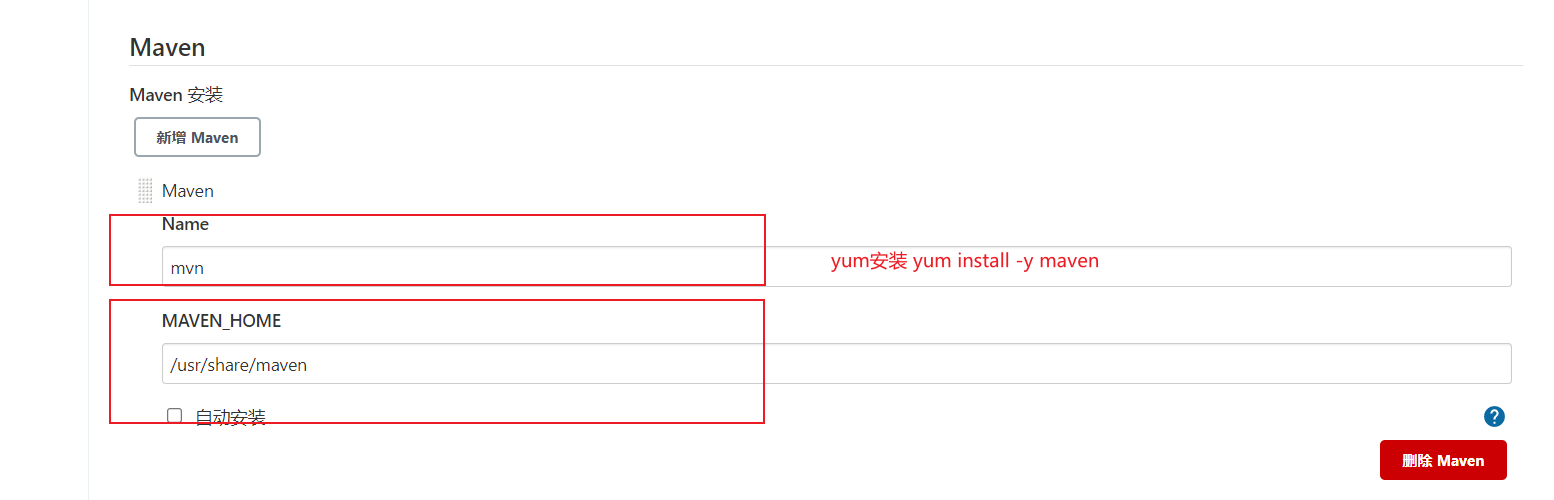 Maven
Maven 安装
新增 Maven
Maven
Name
mvn
yum安装 yum install -y maven
MAVEN_HOME
/usr/share/maven
自动安装
?
删除 Maven